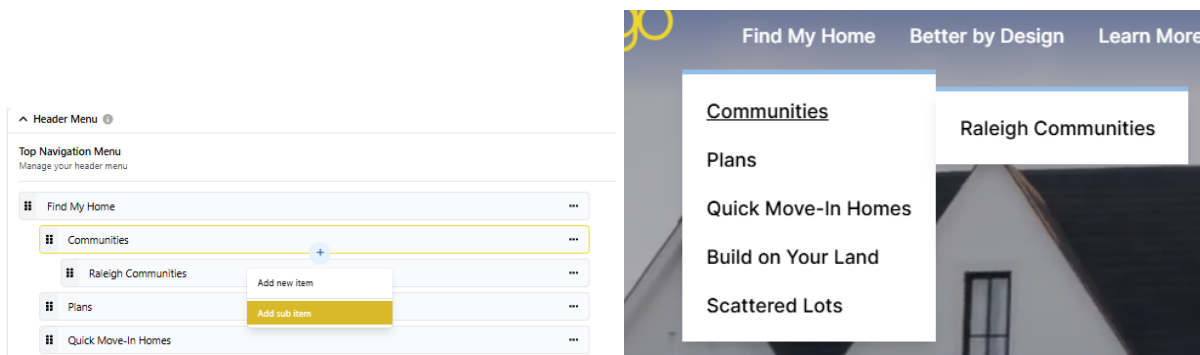 Header Menu
Top Navigation Menu
Manage your header menu
Find My Home
Communities
Raleigh Communities
Add new item
Add sub item
Plans
Quick Move-In Homes
go
Find My Home Better by Design Learn More
Communities
Raleigh Communities
Plans
Quick Move-In Homes
Build on Your Land
Scattered Lots